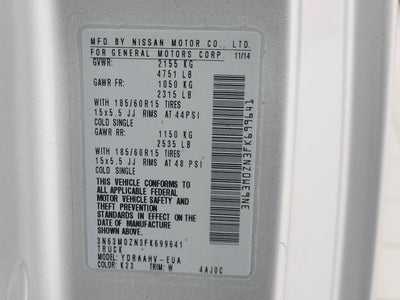 MFD. BY NISSAN MOTOR CO., LTD.
FOR GENERAL MOTORS CORP. 11/14
GVWR: 2155 KG
4751 LB
GAWR FR: 1050 KG
2315 LB
WITH 185/60R15 TIRES
15x5.5 JJ RIMS AT 44PSI
COLD SINGLE
GAWR RR: 1150 KG
2535 LB
WITH 185/60R15 TIRES
15x5.5 JJ RIMS AT 48 PSI
COLD SINGLE
THIS VEHICLE CONFORMS TO
ALL APPLICABLE FEDERAL
MOTOR VEHICLE SAFETY
STANDARDS IN EFFECT ON
THE DATE OF MANUFACTURE
SHOWN ABOVE.
3N63M0ZN3FK699641
TRUCK
MODEL: YDRAAHV-EUA
COLOR: K23 TRIM: W 4AJ0C
3N63M0ZN3FK699641